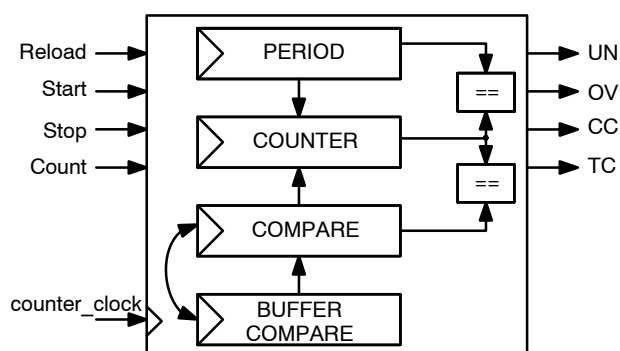 Reload
Start
Stop
Count
counter_clock
PERIOD
COUNTER
COMPARE
BUFFER
COMPARE
==
==
UN
OV
CC
TC